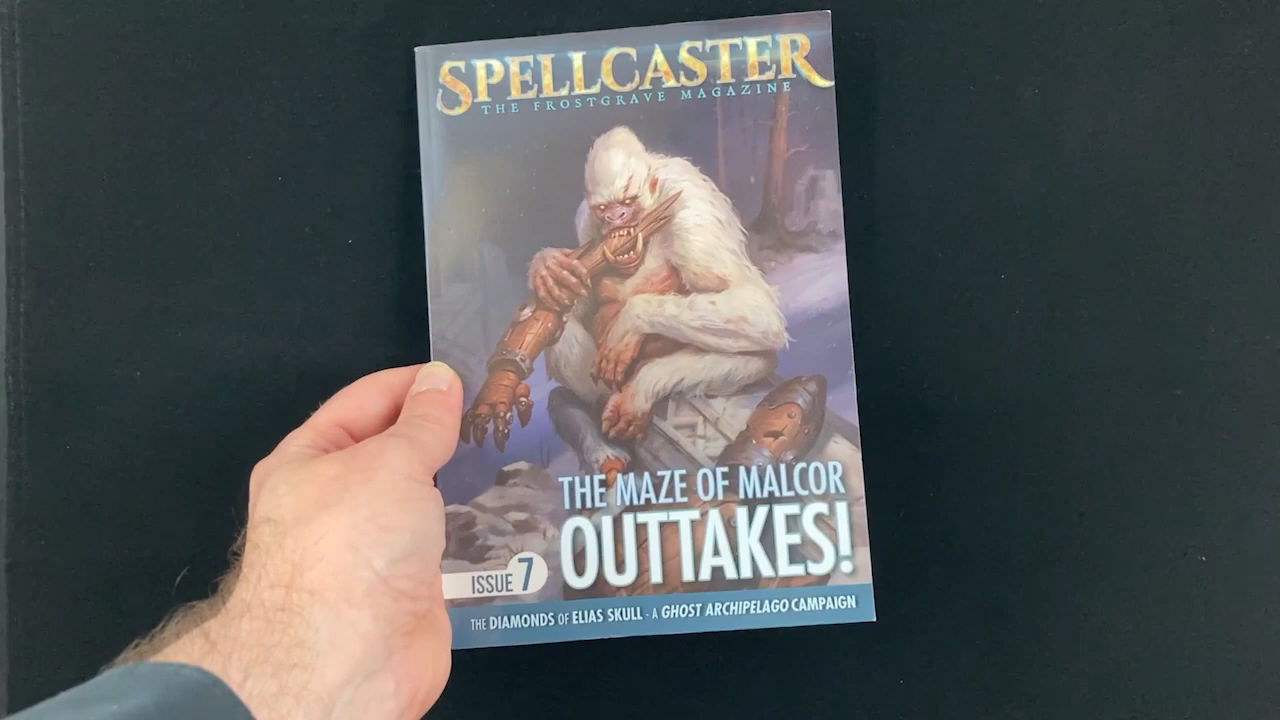 SPELLCASTER
THE FROSTGRAVE MAGAZINE
THE MAZE OF MALCOR
OUTTAKES!
ISSUE 7
THE DIAMONDS OF ELIAS SKULL - A GHOST ARCHIPELAGO CAMPAIGN